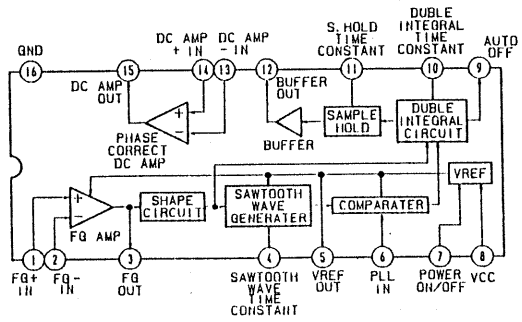 GND
16
DC AMP
OUT
15
DC AMP
+ IN
14
DC AMP
- IN
13
12
BUFFER
OUT
S. HOLD
TIME
CONSTANT
11
DUBLE
INTEGRAL
TIME
CONSTANT
10
AUTO
OFF
9
+
−
PHASE
CORRECT
DC AMP
BUFFER
SAMPLE
HOLD
DUBLE
INTEGRAL
CIRCUIT
+
−
FG AMP
SHAPE
CIRCUIT
SAWTOOTH
WAVE
GENERATER
COMPARATER
VREF
1
FG+
IN
2
FG-
IN
3
FG
OUT
4
SAWTOOTH
WAVE
TIME
CONSTANT
5
VREF
OUT
6
PLL
IN
7
POWER
ON/OFF
8
VCC